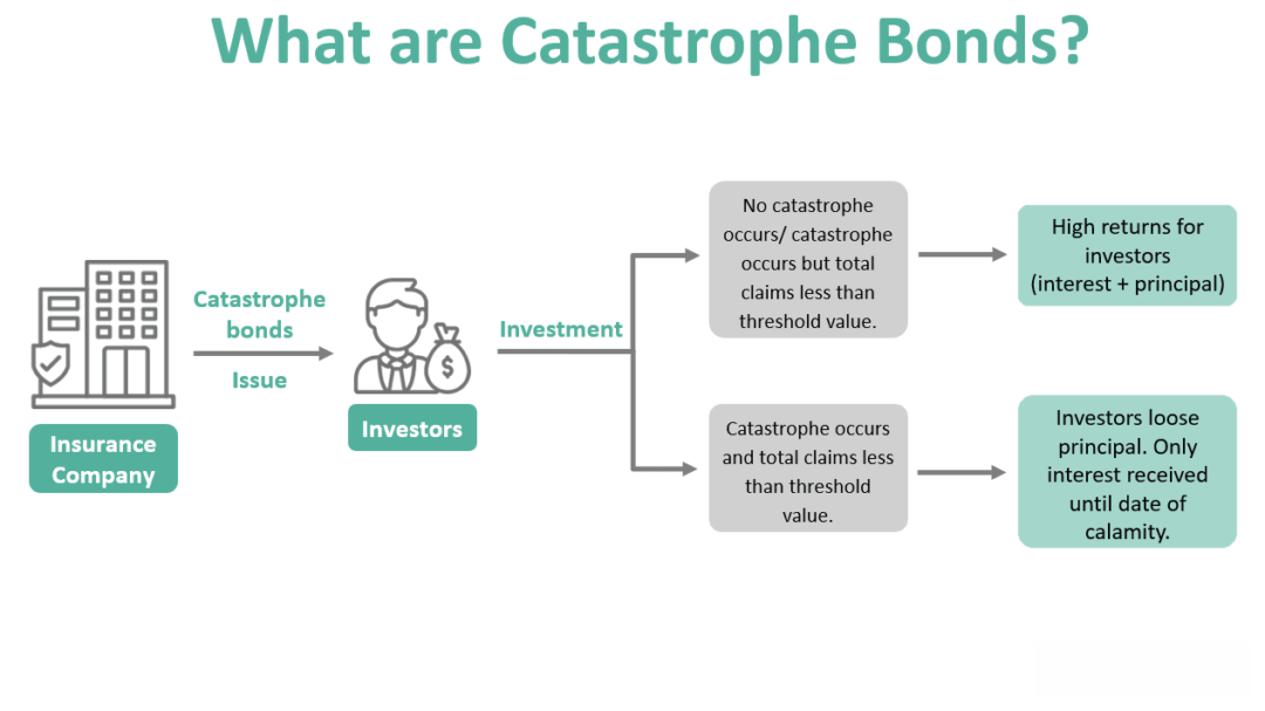 What are Catastrophe Bonds?
Insurance
Company
Catastrophe
bonds
Issue
$
Investors
Investment
No catastrophe
occurs/ catastrophe
occurs but total
claims less than
threshold value.
High returns for
investors
(interest + principal)
Catastrophe occurs
and total claims less
than threshold
value.
Investors loose
principal. Only
interest received
until date of
calamity.